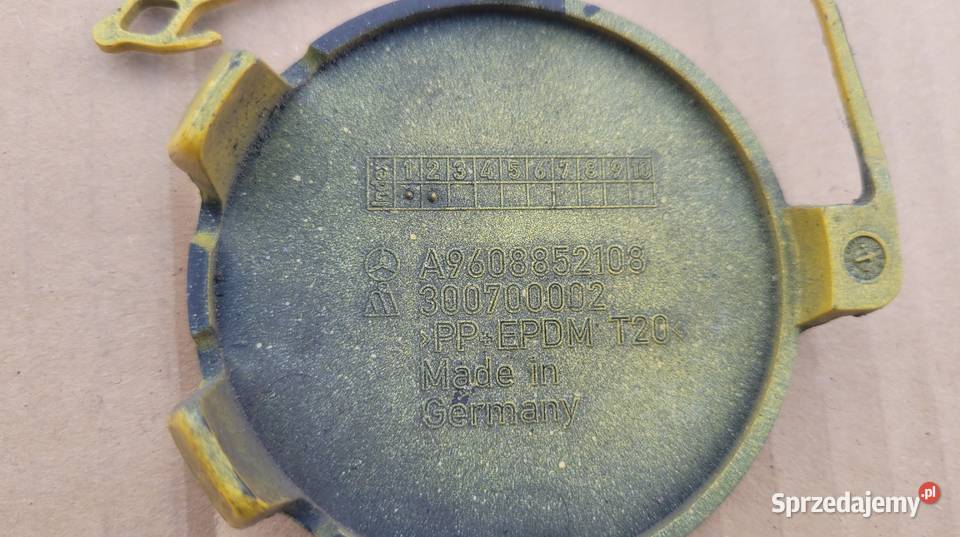 1 2 3 4 5 6 7 8 9 10
A9608852108
300700002
>PP+EPDM T20<
Made in
Germany
Sprzedajemy.pl